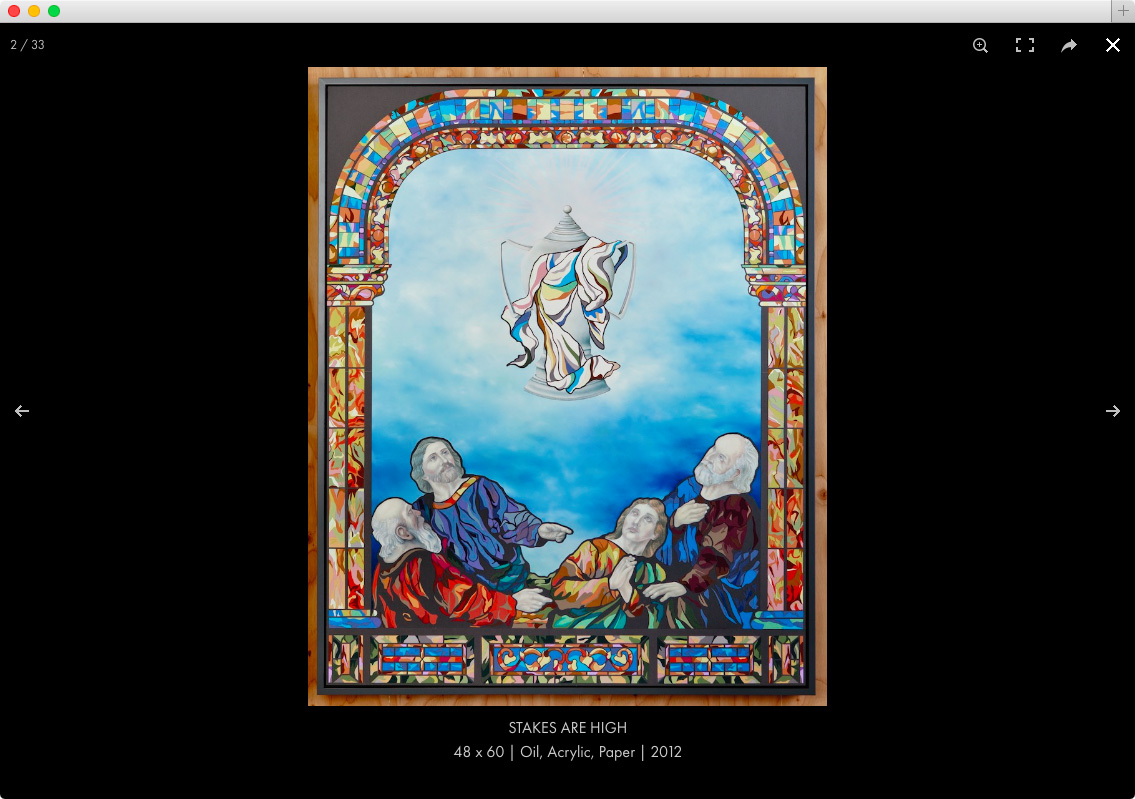 2 / 33
STAKES ARE HIGH
48 x 60 | Oil, Acrylic, Paper | 2012